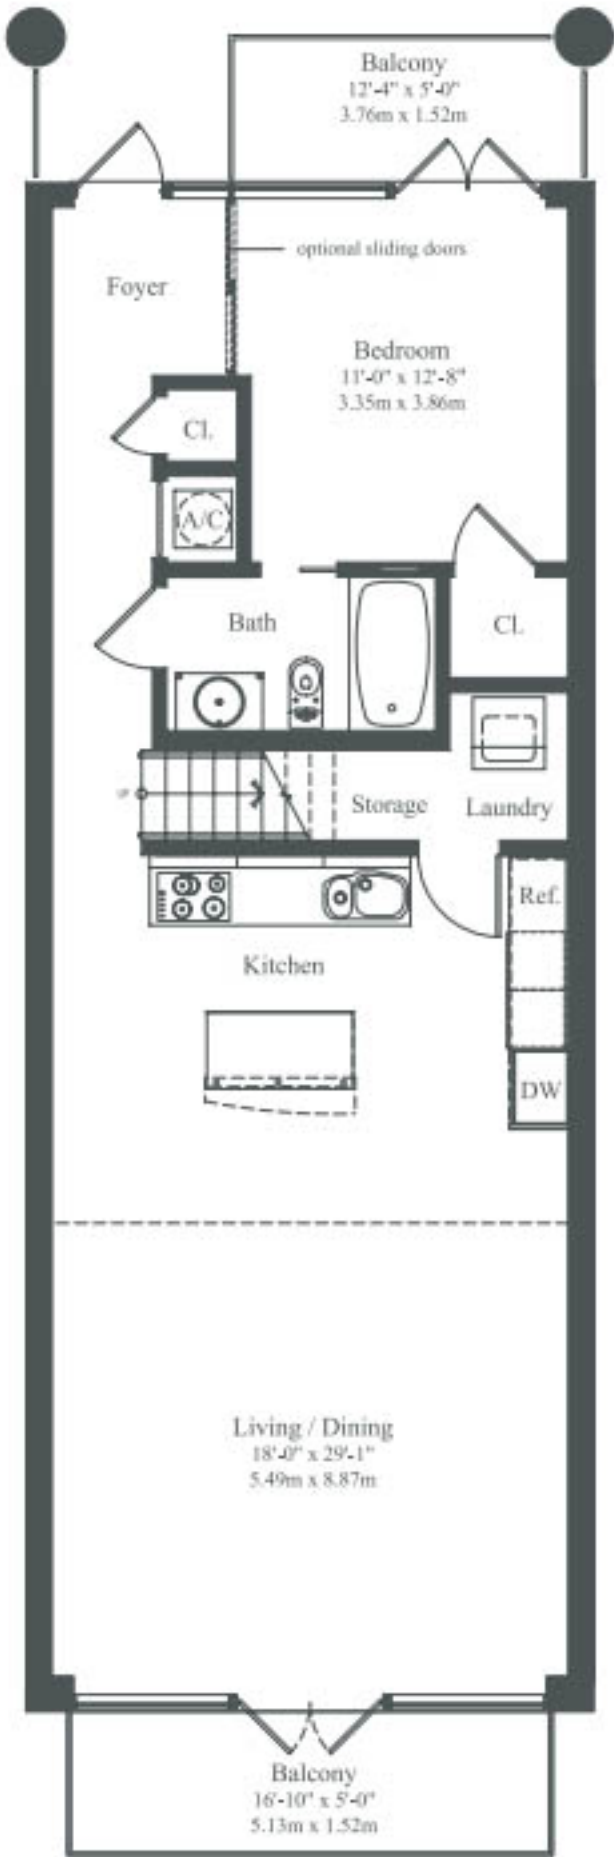 Balcony
12'-4" x 5'-0"
3.76m x 1.52m
optional sliding doors
Foyer
Bedroom
11'-0" x 12'-8"
3.35m x 3.86m
Cl.
A/C
Bath
Cl.
Storage
Laundry
Ref.
Kitchen
DW
Living / Dining
18'-0" x 29'-1"
5.49m x 8.87m
Balcony
16'-10" x 5'-0"
5.13m x 1.52m